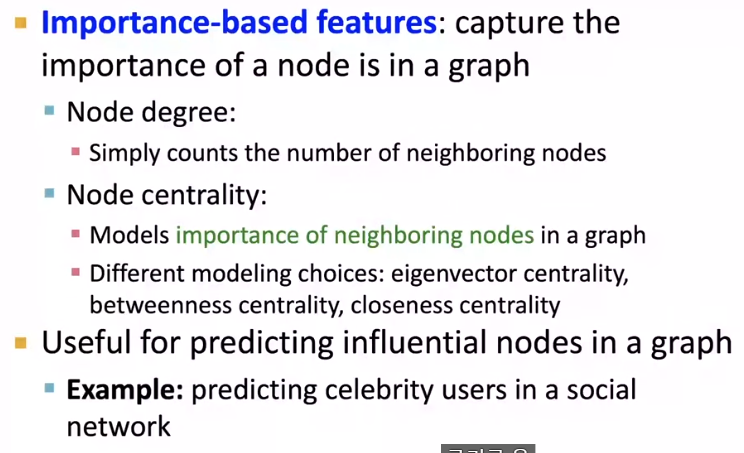 Importance-based features: capture the
importance of a node is in a graph
Node degree:
Simply counts the number of neighboring nodes
Node centrality:
Models importance of neighboring nodes in a graph
Different modeling choices: eigenvector centrality,
betweenness centrality, closeness centrality
Useful for predicting influential nodes in a graph
Example: predicting celebrity users in a social
network